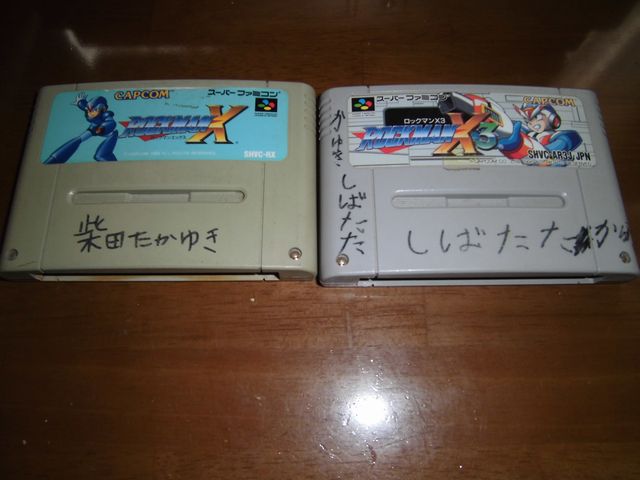 CAPCOM
スーパーファミコン
ROCKMAN X
SHVC-RX
柴田たかゆき
スーパーファミコン
CAPCOM
ロックマンX3
ROCKMAN X3
SHVC-AR3J-JPN
かゆき
しばた
た
しばたた
か